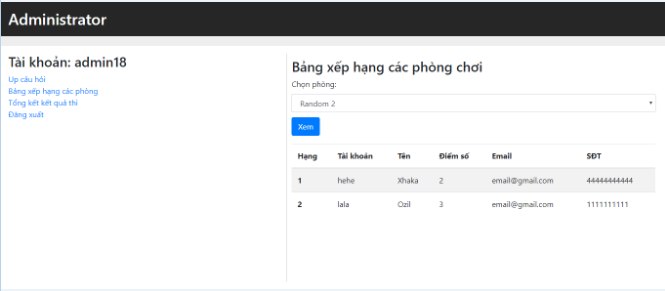 Administrator
Tài khoản: admin18
Up câu hỏi
Bảng xếp hạng các phòng
Tổng kết kết quả thi
Đăng xuất
Bảng xếp hạng các phòng chơi
Chọn phòng:
Random 2
Xem
Hạng Tài khoản Tên Điểm số Email SĐT
1 hehe Xhaka 2 email@gmail.com 44444444444
2 lala Ozil 3 email@gmail.com 1111111111